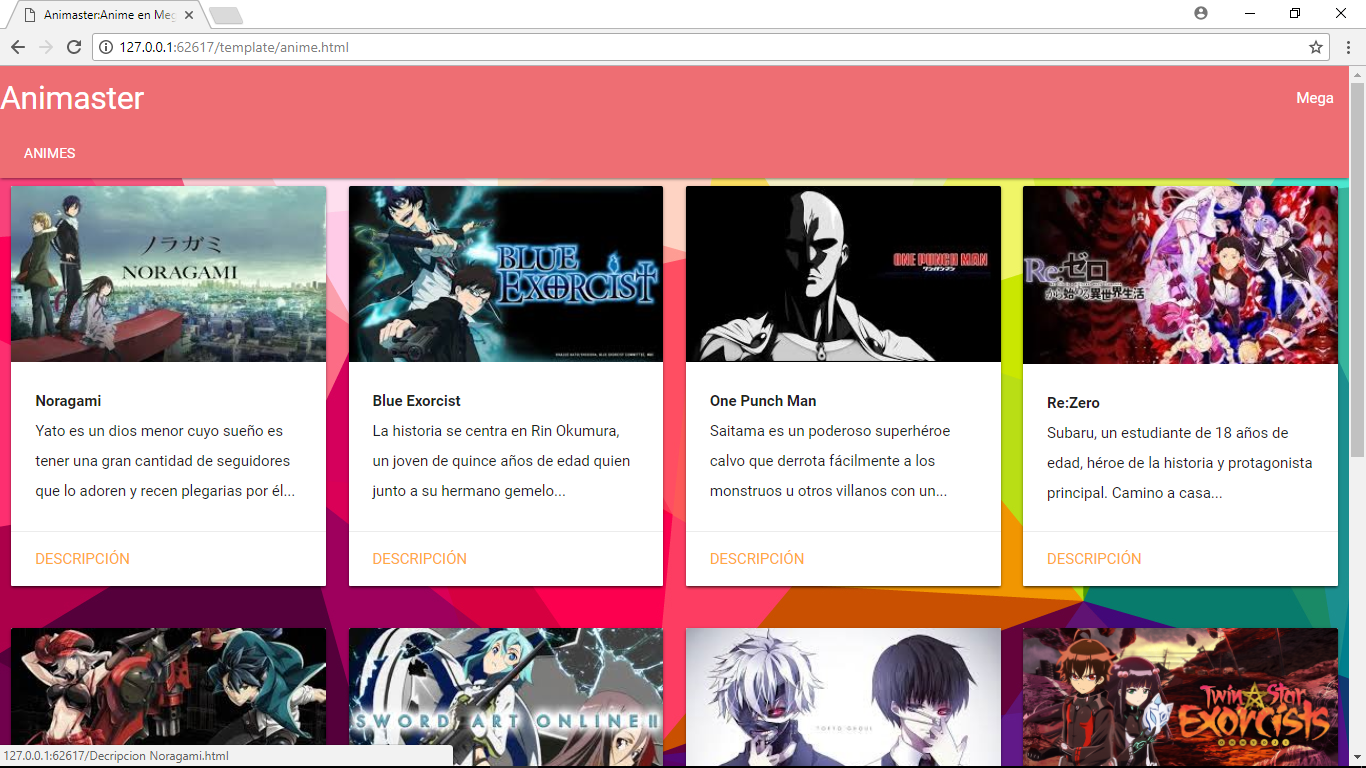 Animaster:Anime en Meg
127.0.0.1:62617/template/anime.html
Animaster
Mega
ANIMES
ノラガミ
NORAGAMI
BLUE
EXORCIST
ONE PUNCH MAN
ワンパンマン
Re:ゼロ
から始める異世界生活
Noragami
Yato es un dios menor cuyo sueño es
tener una gran cantidad de seguidores
que lo adoren y recen plegarias por él...
DESCRIPCIÓN
Blue Exorcist
La historia se centra en Rin Okumura,
un joven de quince años de edad quien
junto a su hermano gemelo...
DESCRIPCIÓN
One Punch Man
Saitama es un poderoso superhéroe
calvo que derrota fácilmente a los
monstruos u otros villanos con un...
DESCRIPCIÓN
Re:Zero
Subaru, un estudiante de 18 años de
edad, héroe de la historia y protagonista
principal. Camino a casa...
DESCRIPCIÓN
SWORD ART ONLINE II
TOKYO GHOUL
Twin Star
Exorcists
127.0.0.1:62617/Decripcion Noragami.html